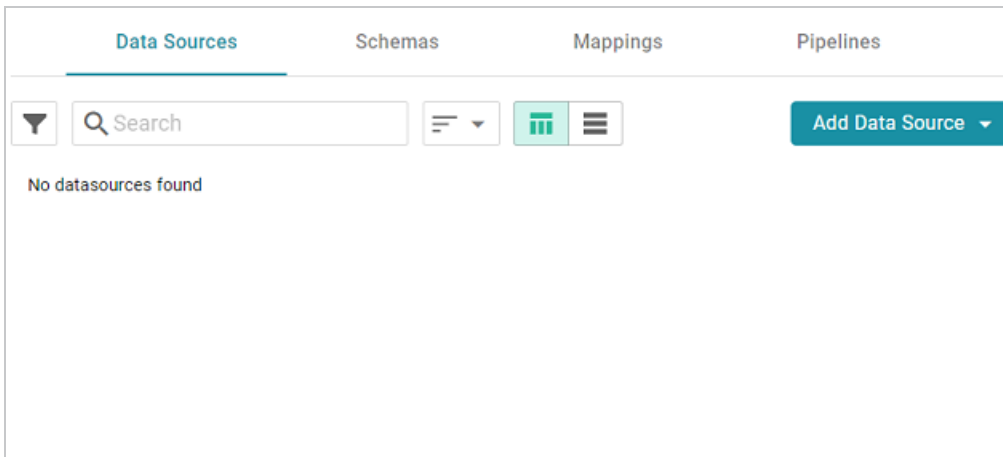 Data Sources Schemas Mappings Pipelines
Search Add Data Source
No datasources found